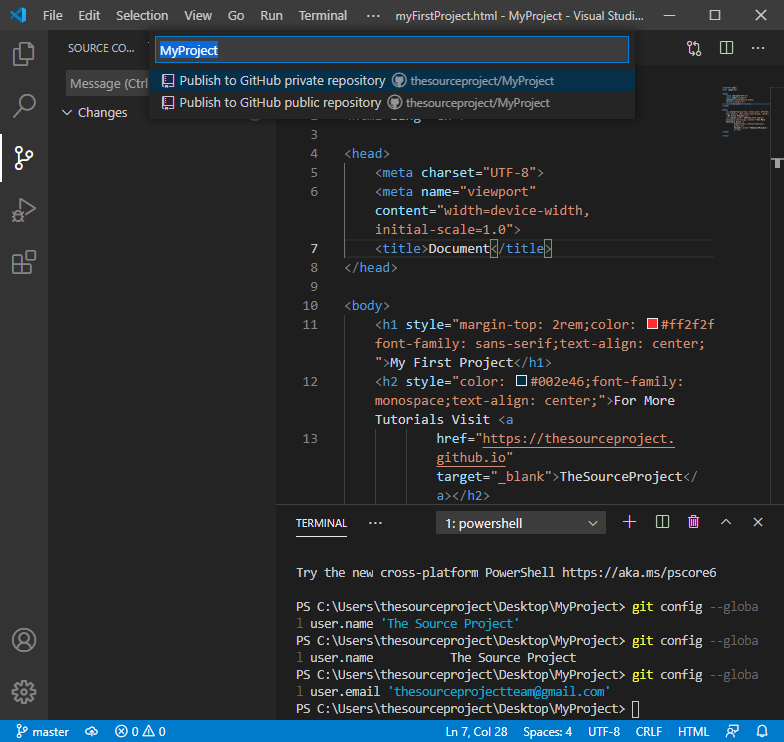 File Edit Selection View Go Run Terminal ··· myFirstProject.html - MyProject - Visual Studi...
SOURCE CO...
MyProject
Publish to GitHub private repository thesourceproject/MyProject
Publish to GitHub public repository thesourceproject/MyProject
Message (Ctrl
Changes
2
3
4 <head>
5 <meta charset="UTF-8">
6 <meta name="viewport"
content="width=device-width,
initial-scale=1.0">
7 <title>Document</title>
8 </head>
9
10 <body>
11 <h1 style="margin-top: 2rem;color: #ff2f2f
font-family: sans-serif;text-align: center;
">My First Project</h1>
12 <h2 style="color: #002e46;font-family:
monospace;text-align: center;">For More
Tutorials Visit <a
13 href="https://thesourceproject.
github.io"
target="_blank">TheSourceProject</
a></h2>
TERMINAL ··· 1: powershell
Try the new cross-platform PowerShell https://aka.ms/pscore6
PS C:\Users\thesourceproject\Desktop\MyProject> git config --globa
l user.name 'The Source Project'
PS C:\Users\thesourceproject\Desktop\MyProject> git config --globa
l user.name The Source Project
PS C:\Users\thesourceproject\Desktop\MyProject> git config --globa
l user.email 'thesourceprojectteam@gmail.com'
PS C:\Users\thesourceproject\Desktop\MyProject>
master 0 0 Ln 7, Col 28 Spaces: 4 UTF-8 CRLF HTML